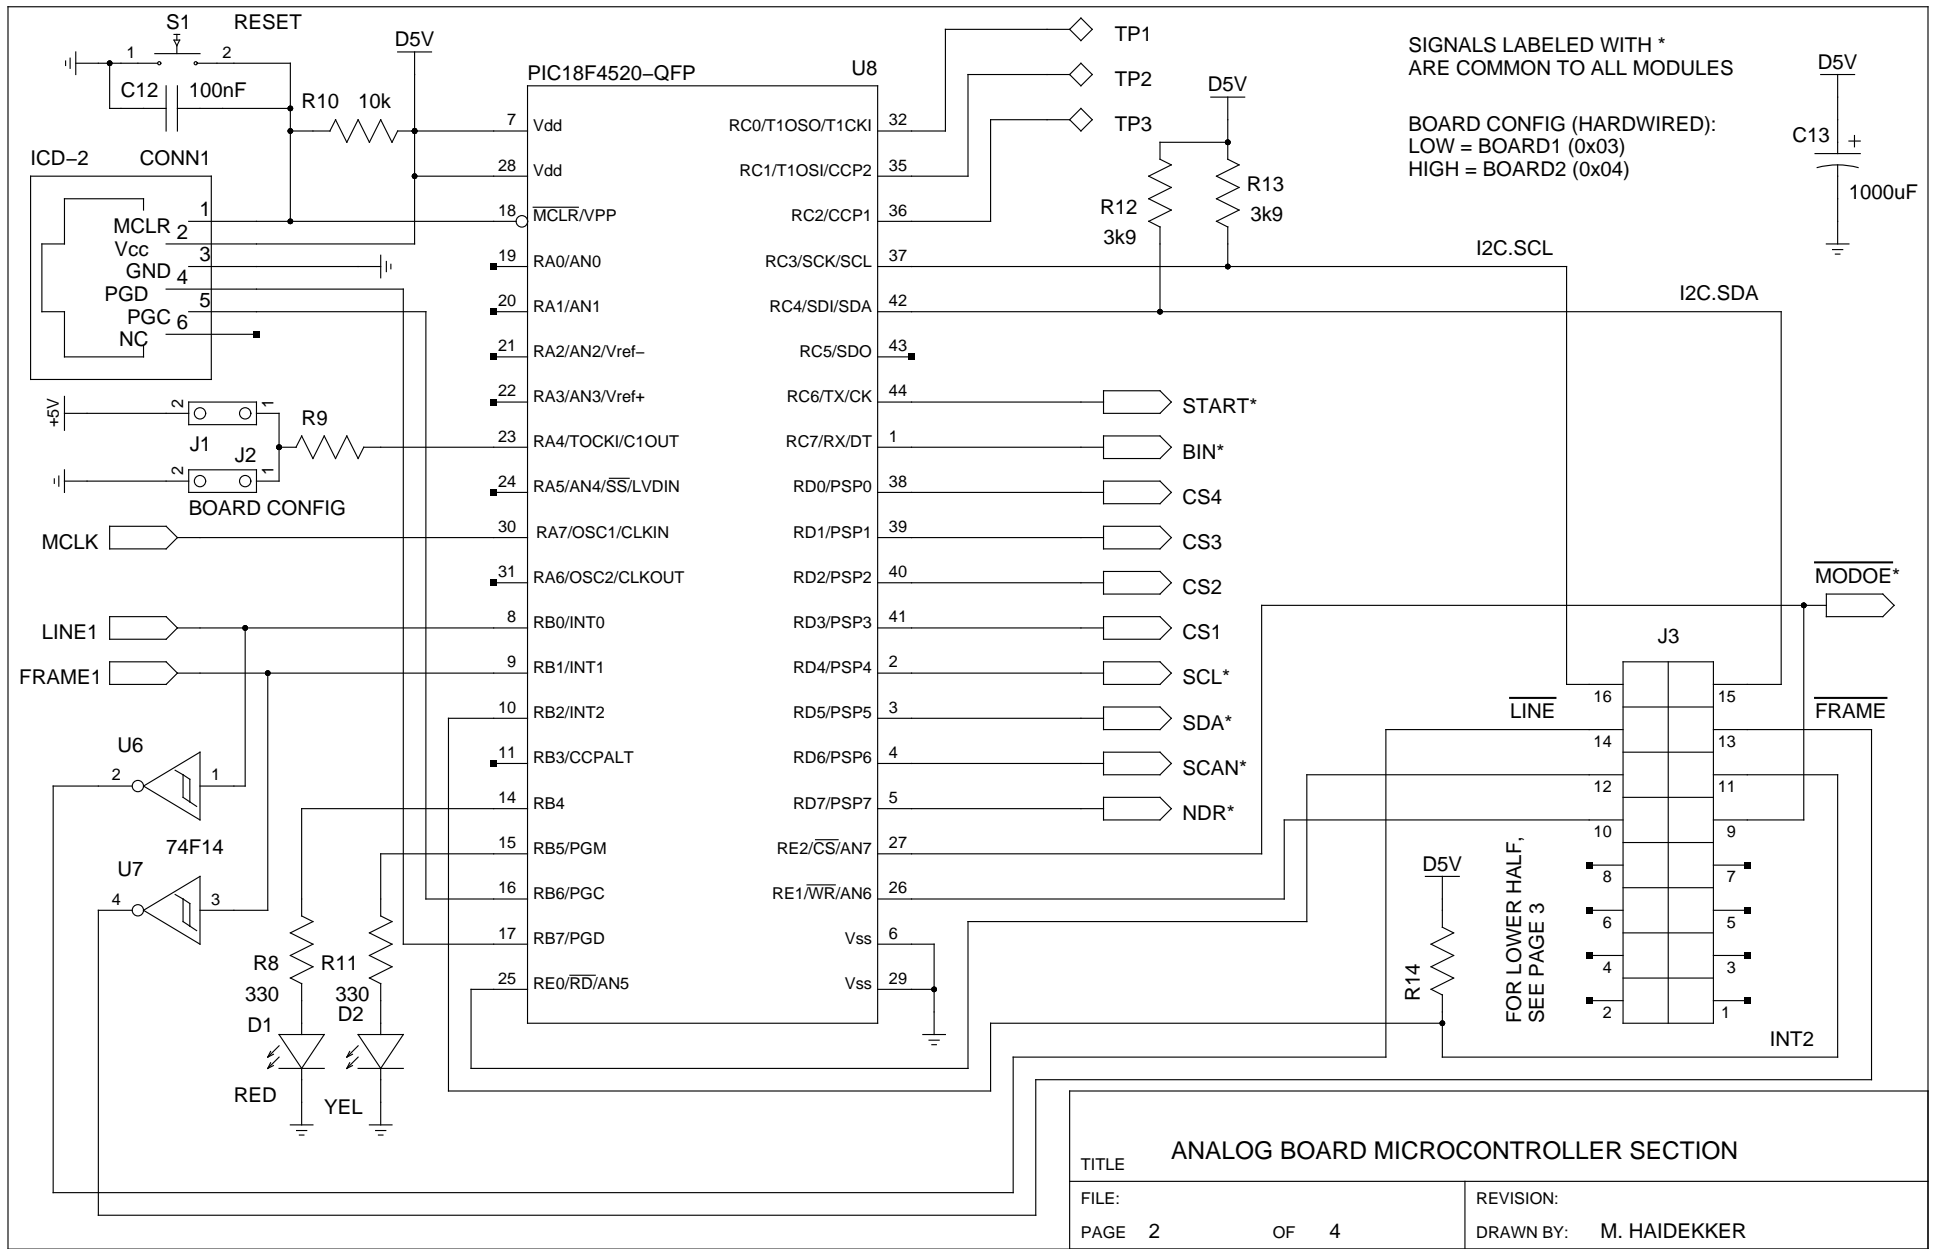 S1 RESET
1 2
C12 100nF
D5V
R10 10k
ICD−2 CONN1
MCLR 1
Vcc 2
GND 3
PGD 4
PGC 5
NC 6
+5V
2 1
J1
J2
2 1
R9
BOARD CONFIG
MCLK
LINE1
FRAME1
U6
2 1
74F14
U7
4 3
R8
330
D1
RED
R11
330
D2
YEL
PIC18F4520−QFP U8
7 Vdd
28 Vdd
18 MCLR/VPP
19 RA0/AN0
20 RA1/AN1
21 RA2/AN2/Vref−
22 RA3/AN3/Vref+
23 RA4/TOCKI/C1OUT
24 RA5/AN4/SS/LVDIN
30 RA7/OSC1/CLKIN
31 RA6/OSC2/CLKOUT
8 RB0/INT0
9 RB1/INT1
10 RB2/INT2
11 RB3/CCPALT
14 RB4
15 RB5/PGM
16 RB6/PGC
17 RB7/PGD
25 RE0/RD/AN5
RC0/T1OSO/T1CKI 32
RC1/T1OSI/CCP2 35
RC2/CCP1 36
RC3/SCK/SCL 37
RC4/SDI/SDA 42
RC5/SDO 43
RC6/TX/CK 44
RC7/RX/DT 1
RD0/PSP0 38
RD1/PSP1 39
RD2/PSP2 40
RD3/PSP3 41
RD4/PSP4 2
RD5/PSP5 3
RD6/PSP6 4
RD7/PSP7 5
RE2/CS/AN7 27
RE1/WR/AN6 26
Vss 6
Vss 29
TP1
TP2
TP3
START*
BIN*
CS4
CS3
CS2
CS1
SCL*
SDA*
SCAN*
NDR*
D5V
R12
3k9
R13
3k9
SIGNALS LABELED WITH *
ARE COMMON TO ALL MODULES
BOARD CONFIG (HARDWIRED):
LOW = BOARD1 (0x03)
HIGH = BOARD2 (0x04)
D5V
C13 +
1000uF
I2C.SCL
I2C.SDA
MODOE*
J3
LINE
FRAME
16 15
14 13
12 11
10 9
8 7
6 5
4 3
2 1
D5V
R14
FOR LOWER HALF,
SEE PAGE 3
INT2
TITLE ANALOG BOARD MICROCONTROLLER SECTION
FILE: REVISION:
PAGE 2 OF 4 DRAWN BY: M. HAIDEKKER